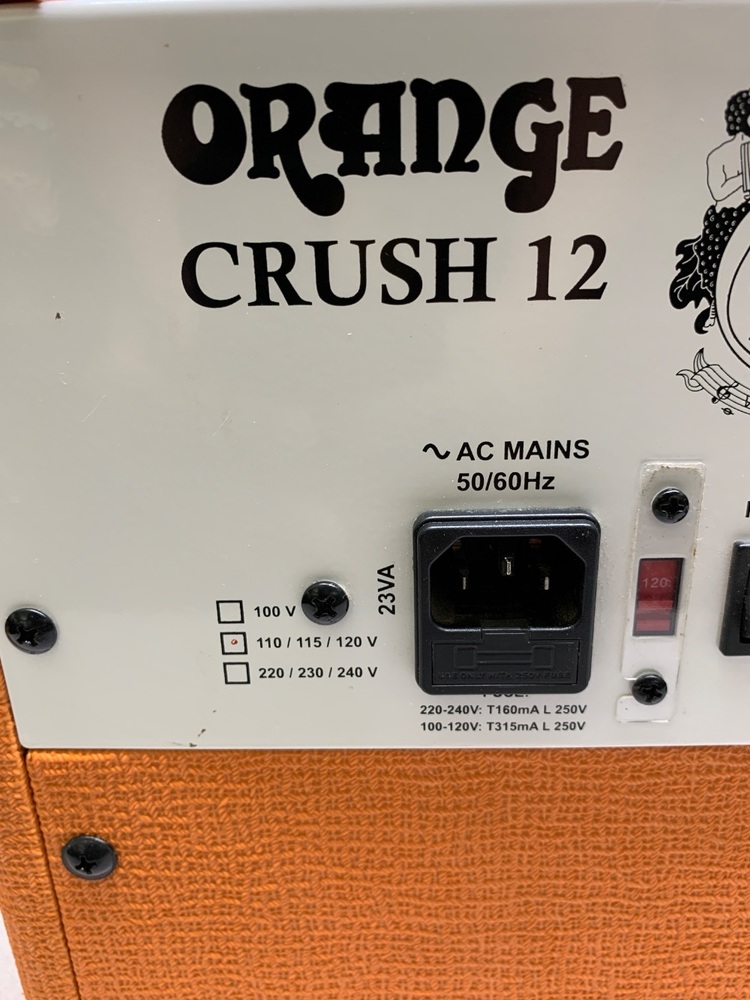 ORANGE
CRUSH 12
AC MAINS
50/60Hz
23VA
120
100 V
110 / 115 / 120 V
220 / 230 / 240 V
FUSE:
220-240V: T160mA L 250V
100-120V: T315mA L 250V